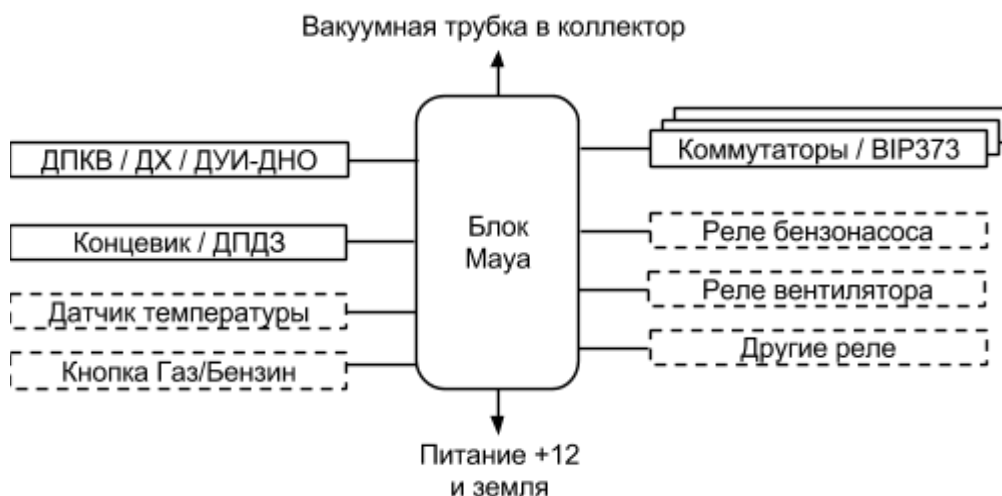 Вакуумная трубка в коллектор
ДПКВ / ДХ / ДУИ-ДНО
Концевик / ДПДЗ
Датчик температуры
Кнопка Газ/Бензин
Блок
Maya
Коммутаторы / BIP373
Реле бензонасоса
Реле вентилятора
Другие реле
Питание +12
и земля